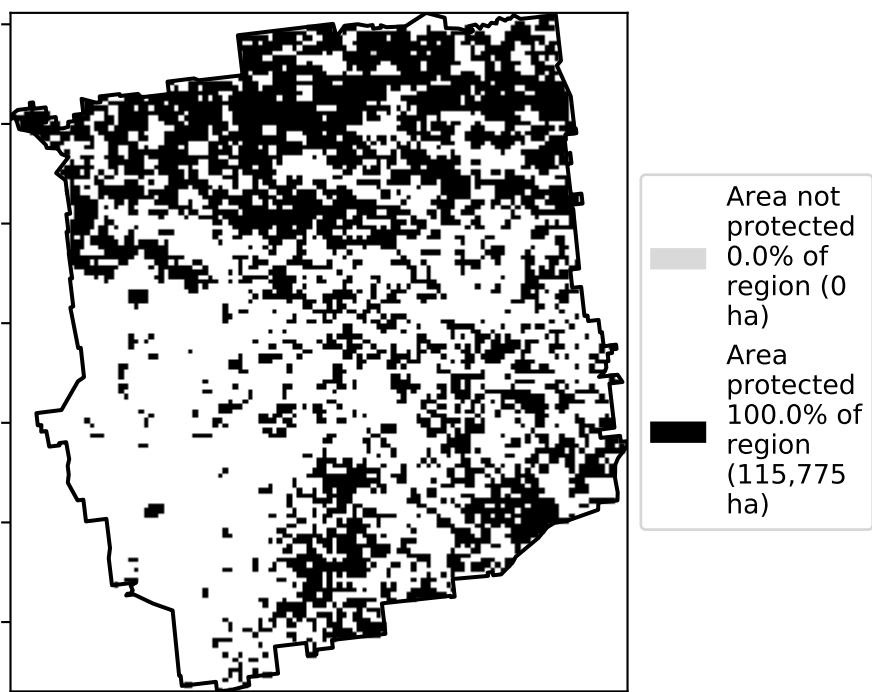 Area not
protected
0.0% of
region (0
ha)
Area
protected
100.0% of
region
(115,775
ha)